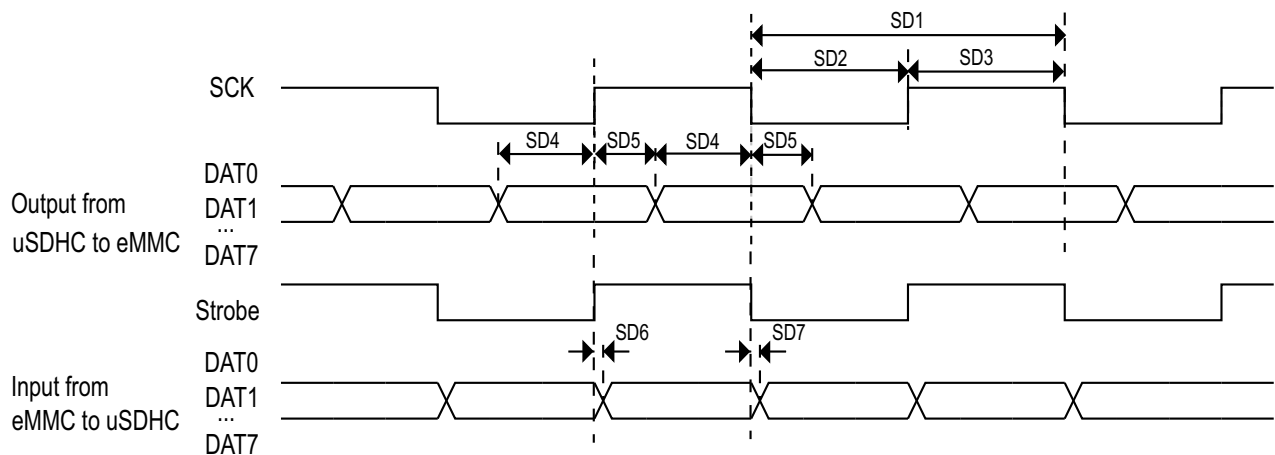 SD1
SD2
SD3
SCK
SD4
SD5
SD4
SD5
DAT0
Output from
DAT1
...
uSDHC to eMMC
DAT7
Strobe
SD6
SD7
DAT0
Input from
DAT1
...
eMMC to uSDHC
DAT7